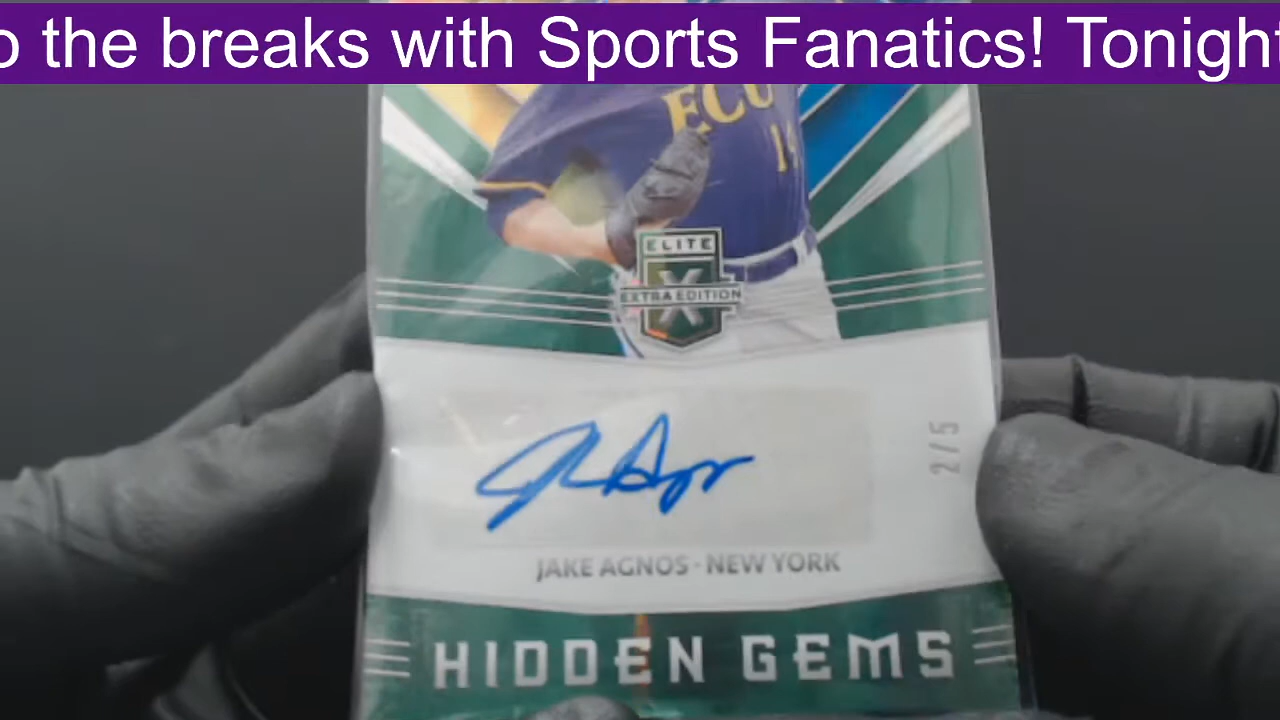 o the breaks with Sports Fanatics! Tonight
ECU
ELITE
X
EXTRA EDITION
2/5
JAKE AGNOS - NEW YORK
HIDDEN GEMS